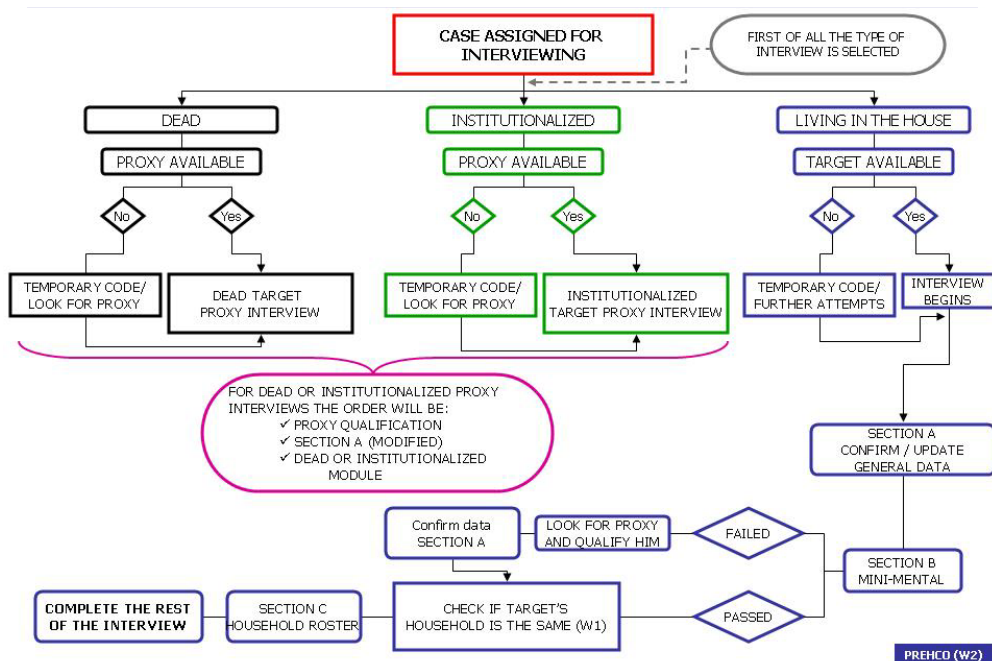 CASE ASSIGNED FOR
INTERVIEWING
FIRST OF ALL THE TYPE OF
INTERVIEW IS SELECTED
DEAD
INSTITUTIONALIZED
LIVING IN THE HOUSE
PROXY AVAILABLE
PROXY AVAILABLE
TARGET AVAILABLE
No
Yes
No
Yes
No
Yes
TEMPORARY CODE/
LOOK FOR PROXY
DEAD TARGET
PROXY INTERVIEW
TEMPORARY CODE/
LOOK FOR PROXY
INSTITUTIONALIZED
TARGET PROXY INTERVIEW
TEMPORARY CODE/
FURTHER ATTEMPTS
INTERVIEW
BEGINS
FOR DEAD OR INSTITUTIONALIZED PROXY
INTERVIEWS THE ORDER WILL BE:
✓ PROXY QUALIFICATION
✓ SECTION A (MODIFIED)
✓ DEAD OR INSTITUTIONALIZED
MODULE
SECTION A
CONFIRM / UPDATE
GENERAL DATA
Confirm data
SECTION A
LOOK FOR PROXY
AND QUALIFY HIM
FAILED
SECTION B
MINI-MENTAL
COMPLETE THE REST
OF THE INTERVIEW
SECTION C
HOUSEHOLD ROSTER
CHECK IF TARGET'S
HOUSEHOLD IS THE SAME (W1)
PASSED
PREHCO (W2)